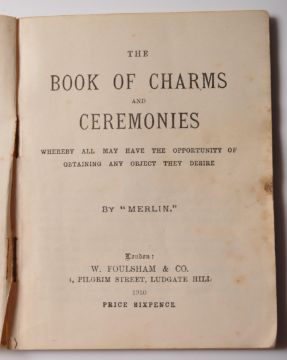 THE
BOOK OF CHARMS
AND
CEREMONIES
WHEREBY ALL MAY HAVE THE OPPORTUNITY OF
OBTAINING ANY OBJECT THEY DESIRE
BY "MERLIN."
London:
W. FOULSHAM & CO.
4, PILGRIM STREET, LUDGATE HILL
1910
PRICE SIXPENCE